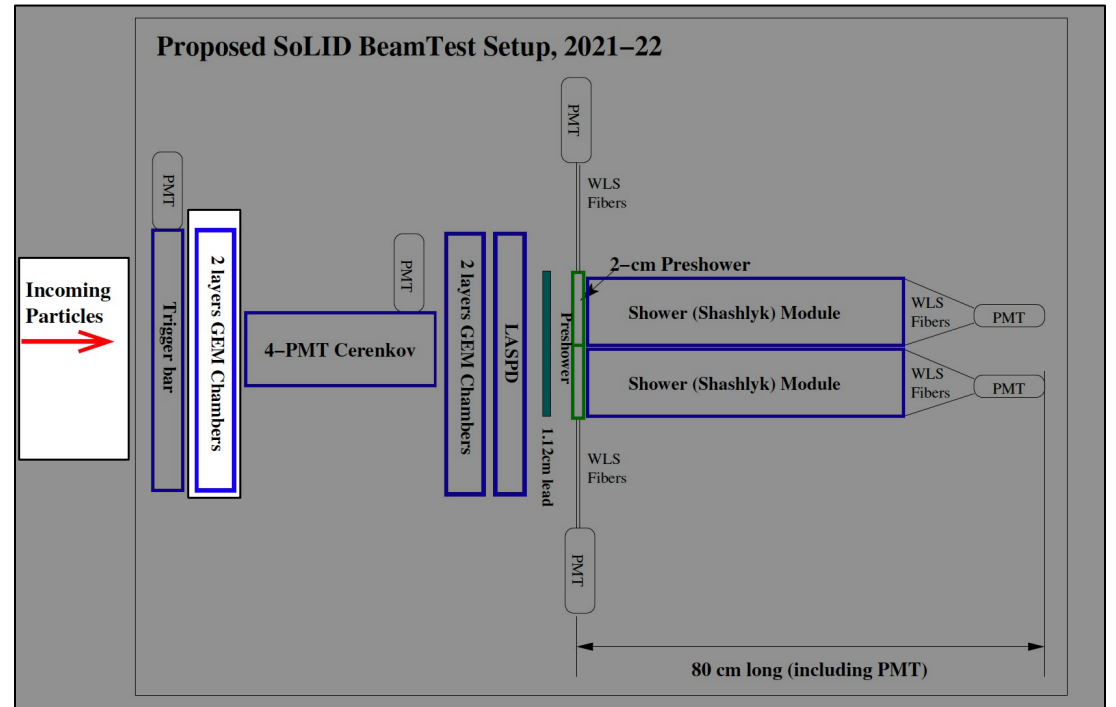 Proposed SoLID BeamTest Setup, 2021−22
PMT
WLS
Fibers
PMT
PMT
Incoming
Particles
Trigger bar
2 layers GEM Chambers
4−PMT Cerenkov
2 layers GEM Chambers
LASPD
1.12cm lead
Preshower
2−cm Preshower
Shower (Shashlyk) Module
WLS
Fibers
PMT
Shower (Shashlyk) Module
WLS
Fibers
PMT
WLS
Fibers
PMT
80 cm long (including PMT)